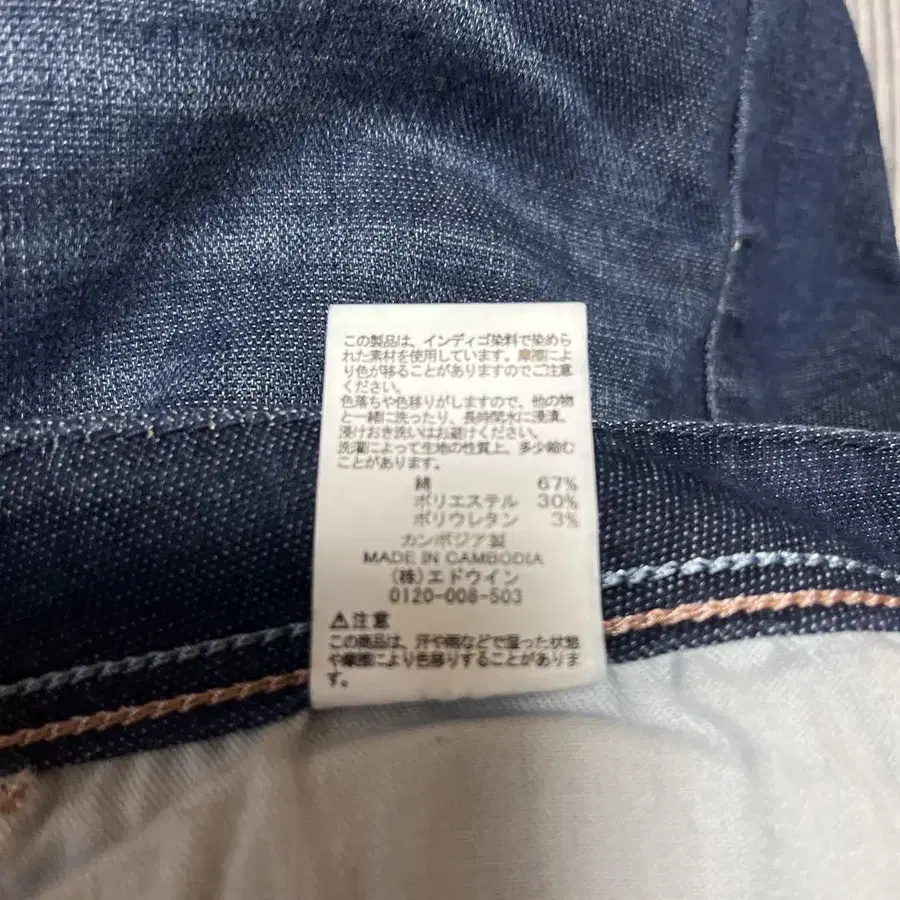 この製品は、インディゴ染料で染めら
れた素材を使用しています。摩擦によ
り色が移ることがありますのでご注意
ください。
色落ちや色移りがしますので、他の物
と一緒に洗ったり、長時間水に浸漬、
浸けおき洗いはお避けください。
洗濯によって生地の性質上、多少縮む
ことがあります。
綿 67%
ポリエステル 30%
ポリウレタン 3%
カンボジア製
MADE IN CAMBODIA
(株)エドウイン
0120-008-503
⚠注意
この商品は、汗や雨などで湿った状態
や摩擦により色移りすることがありま
す。